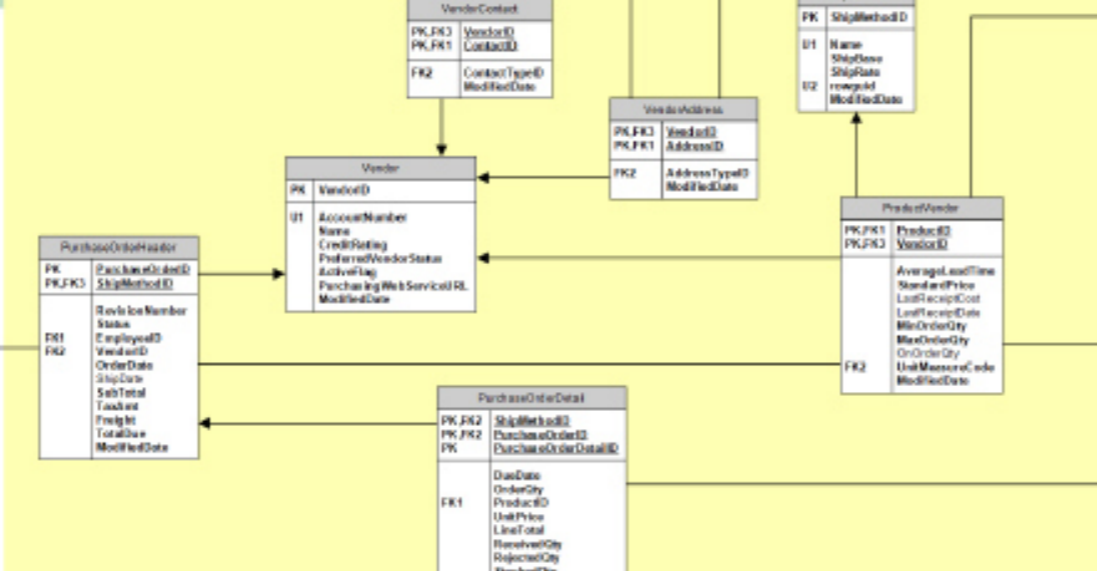 VendorContact
PK,FK3 VendorID
PK,FK1 ContactID
FK2 ContactTypeID
ModifiedDate
PK ShipMethodID
U1 Name
ShipBase
ShipRate
U2 rowguid
ModifiedDate
VendorAddress
PK,FK3 VendorID
PK,FK1 AddressID
FK2 AddressTypeID
ModifiedDate
Vendor
PK VendorID
U1 AccountNumber
Name
CreditRating
PreferredVendorStatus
ActiveFlag
PurchasingWebServiceURL
ModifiedDate
ProductVendor
PK,FK1 ProductID
PK,FK3 VendorID
AverageLeadTime
StandardPrice
LastReceiptCost
LastReceiptDate
MinOrderQty
MaxOrderQty
OnOrderQty
FK2 UnitMeasureCode
ModifiedDate
PurchaseOrderHeader
PK PurchaseOrderID
PK,FK3 ShipMethodID
RevisionNumber
Status
FK1 EmployeeID
FK2 VendorID
OrderDate
ShipDate
SubTotal
TaxAmt
Freight
TotalDue
ModifiedDate
PurchaseOrderDetail
PK,FK2 ShipMethodID
PK,FK2 PurchaseOrderID
PK PurchaseOrderDetailID
DueDate
OrderQty
FK1 ProductID
UnitPrice
LineTotal
ReceivedQty
RejectedQty